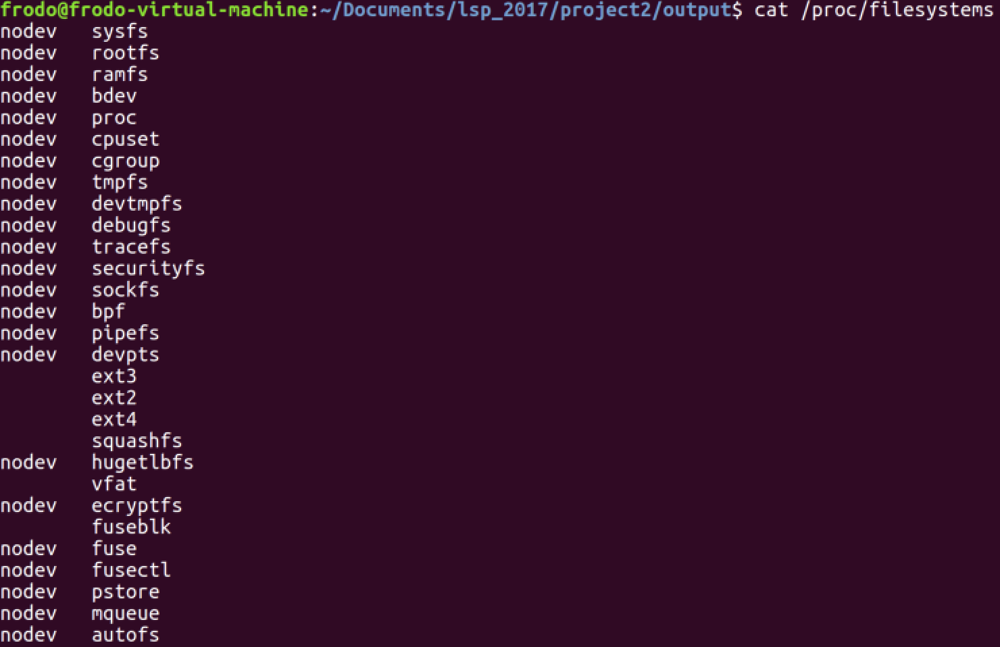 frodo@frodo-virtual-machine:~/Documents/lsp_2017/project2/output$ cat /proc/filesystems
nodev   sysfs
nodev   rootfs
nodev   ramfs
nodev   bdev
nodev   proc
nodev   cpuset
nodev   cgroup
nodev   tmpfs
nodev   devtmpfs
nodev   debugfs
nodev   tracefs
nodev   securityfs
nodev   sockfs
nodev   bpf
nodev   pipefs
nodev   devpts
        ext3
        ext2
        ext4
        squashfs
nodev   hugetlbfs
        vfat
nodev   ecryptfs
        fuseblk
nodev   fuse
nodev   fusectl
nodev   pstore
nodev   mqueue
nodev   autofs